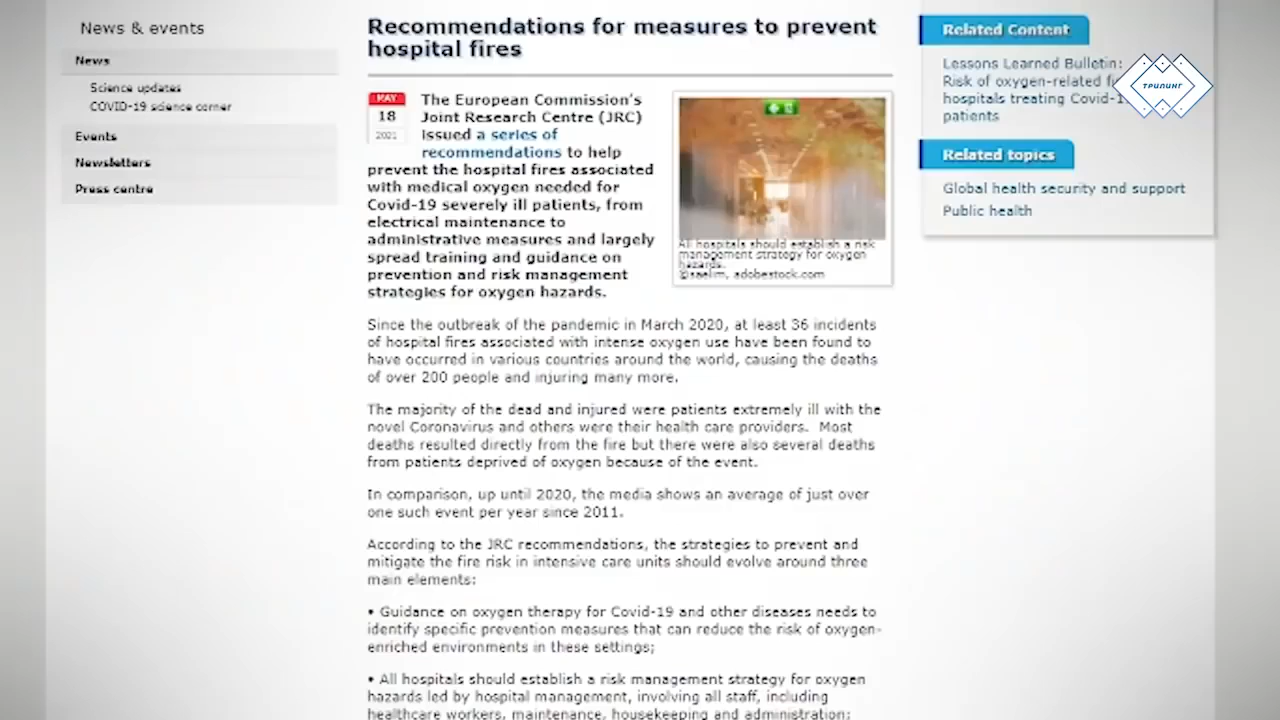 News & events
News
Science updates
COVID-19 science corner
Events
Newsletters
Press centre
Recommendations for measures to prevent
hospital fires
MAY
18
2021
The European Commission's
Joint Research Centre (JRC)
issued a series of
recommendations to help
prevent the hospital fires associated
with medical oxygen needed for
Covid-19 severely ill patients, from
electrical maintenance to
administrative measures and largely
spread training and guidance on
prevention and risk management
strategies for oxygen hazards.
All hospitals should establish a risk
management strategy for oxygen
hazards.
©saelim, adobestock.com
Since the outbreak of the pandemic in March 2020, at least 36 incidents
of hospital fires associated with intense oxygen use have been found to
have occurred in various countries around the world, causing the deaths
of over 200 people and injuring many more.
The majority of the dead and injured were patients extremely ill with the
novel Coronavirus and others were their health care providers. Most
deaths resulted directly from the fire but there were also several deaths
from patients deprived of oxygen because of the event.
In comparison, up until 2020, the media shows an average of just over
one such event per year since 2011.
According to the JRC recommendations, the strategies to prevent and
mitigate the fire risk in intensive care units should evolve around three
main elements:
• Guidance on oxygen therapy for Covid-19 and other diseases needs to
identify specific prevention measures that can reduce the risk of oxygen-
enriched environments in these settings;
• All hospitals should establish a risk management strategy for oxygen
hazards led by hospital management, involving all staff, including
healthcare workers, maintenance, housekeeping and administration;
Related Content
Lessons Learned Bulletin:
Risk of oxygen-related
hospitals treating
patients
Related topics
Global health security and support
Public health
ТРИЛИНГ